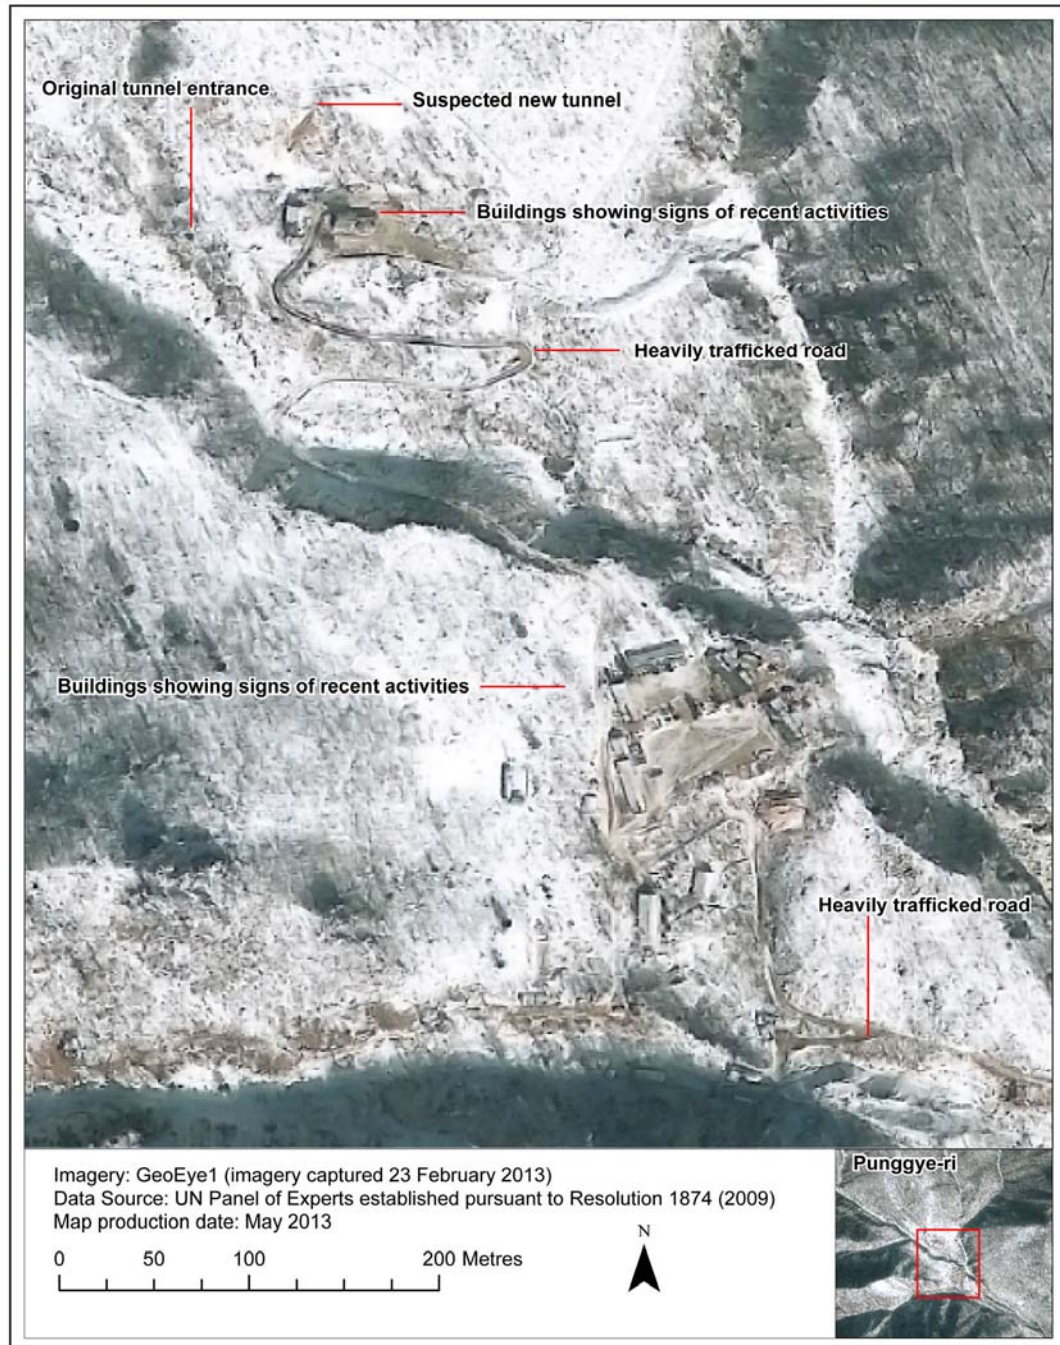 Original tunnel entrance
Suspected new tunnel
Buildings showing signs of recent activities
Heavily trafficked road
Buildings showing signs of recent activities
Heavily trafficked road
Imagery: GeoEye1 (imagery captured 23 February 2013)
Data Source: UN Panel of Experts established pursuant to Resolution 1874 (2009)
Map production date: May 2013
0 50 100 200 Metres
N
Punggye-ri